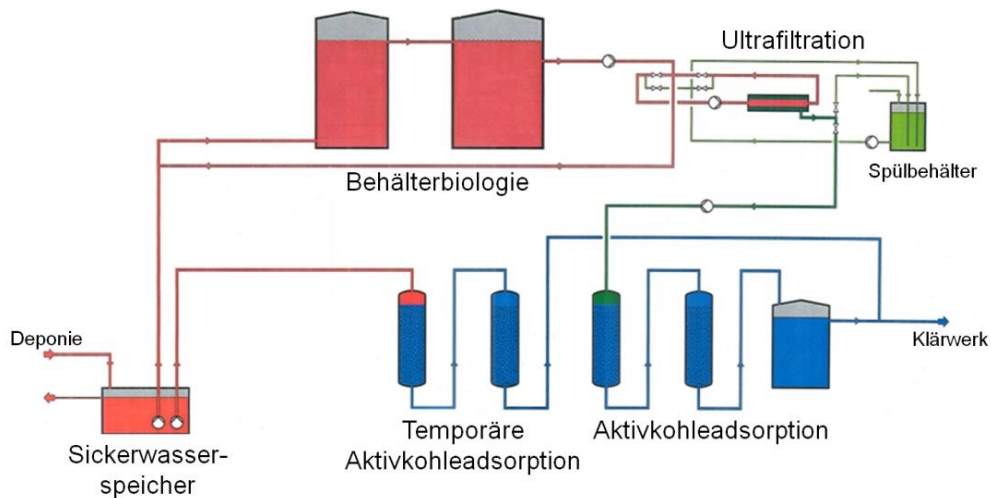 Ultrafiltration
Behälterbiologie
Spülbehälter
Deponie
Klärwerk
Sickerwasser-
speicher
Temporäre
Aktivkohleadsorption
Aktivkohleadsorption